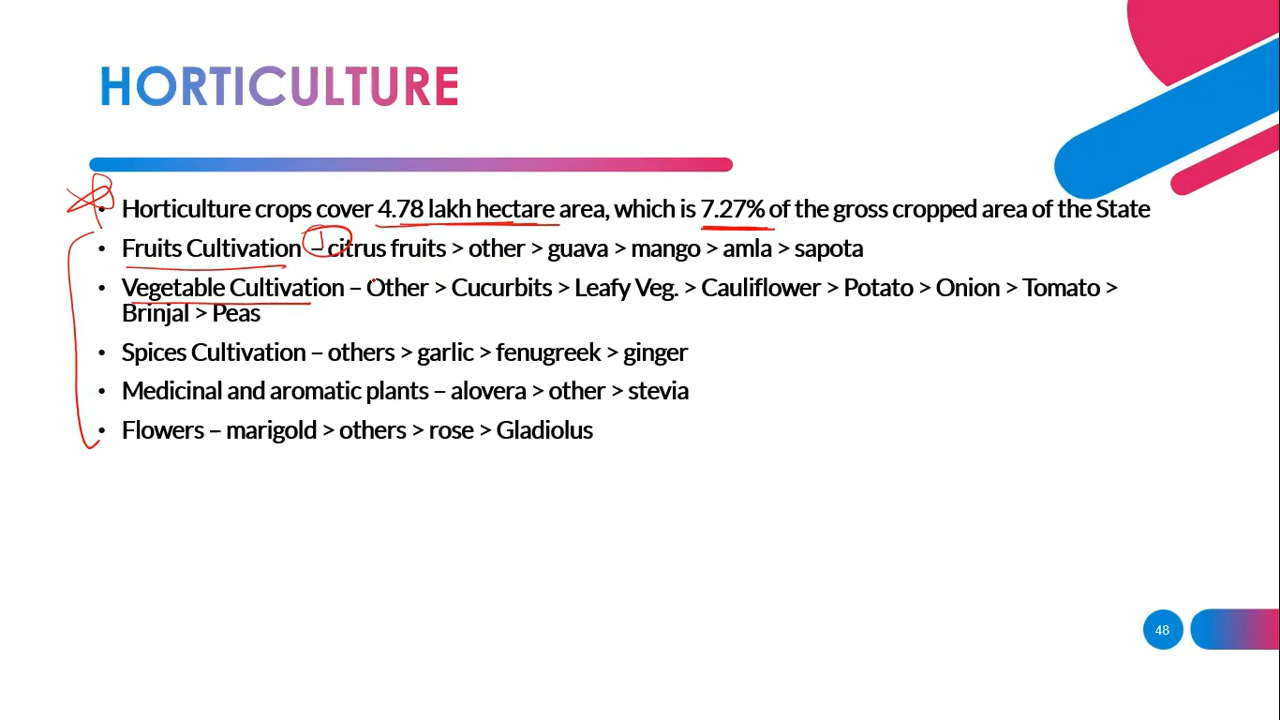 HORTICULTURE
• Horticulture crops cover 4.78 lakh hectare area, which is 7.27% of the gross cropped area of the State
• Fruits Cultivation – citrus fruits > other > guava > mango > amla > sapota
• Vegetable Cultivation – Other > Cucurbits > Leafy Veg. > Cauliflower > Potato > Onion > Tomato >
Brinjal > Peas
• Spices Cultivation – others > garlic > fenugreek > ginger
• Medicinal and aromatic plants – alovera > other > stevia
• Flowers – marigold > others > rose > Gladiolus
48